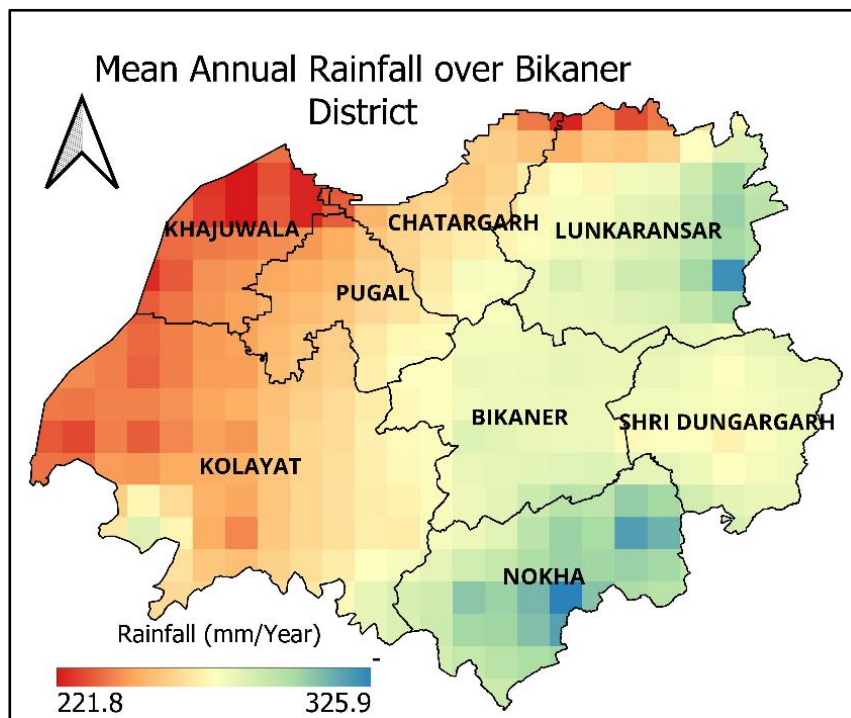 Mean Annual Rainfall over Bikaner
District
KHAJUWALA
CHATARGARH
LUNKARANSAR
PUGAL
BIKANER
SHRI DUNGARGARH
KOLAYAT
NOKHA
Rainfall (mm/Year)
-
221.8 325.9